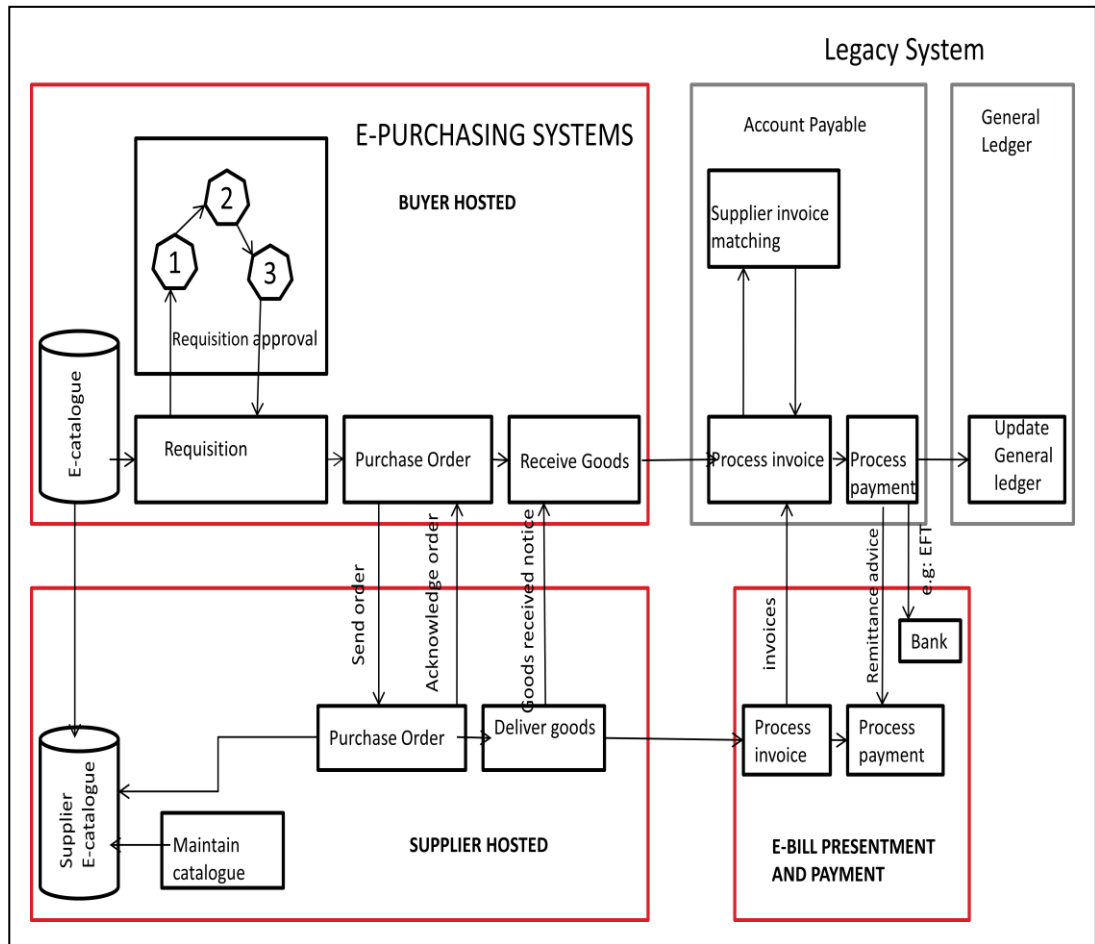 Legacy System
E-PURCHASING SYSTEMS
BUYER HOSTED
2
1
3
Requisition approval
E-catalogue
Requisition
Purchase Order
Receive Goods
Account Payable
Supplier invoice
matching
Process invoice
Process
payment
General
Ledger
Update
General
ledger
Send order
Acknowledge order
Goods received notice
invoices
Remittance advice
e.g: EFT
Bank
Supplier
E-catalogue
Maintain
catalogue
Purchase Order
Deliver goods
SUPPLIER HOSTED
Process
invoice
Process
payment
E-BILL PRESENTMENT
AND PAYMENT